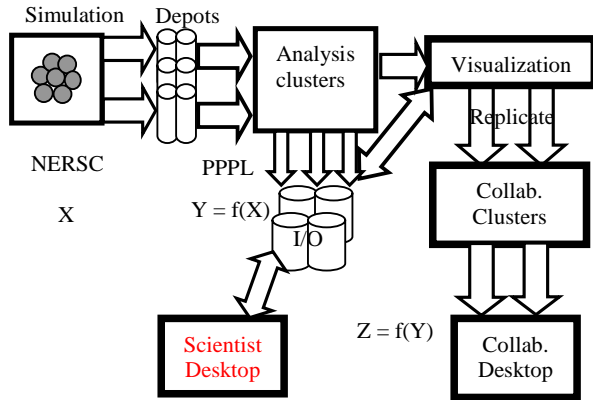 Simulation
Depots
Analysis
clusters
Visualization
Replicate
NERSC
PPPL
X
Y = f(X)
I/O
Collab.
Clusters
Scientist
Desktop
Z = f(Y)
Collab.
Desktop